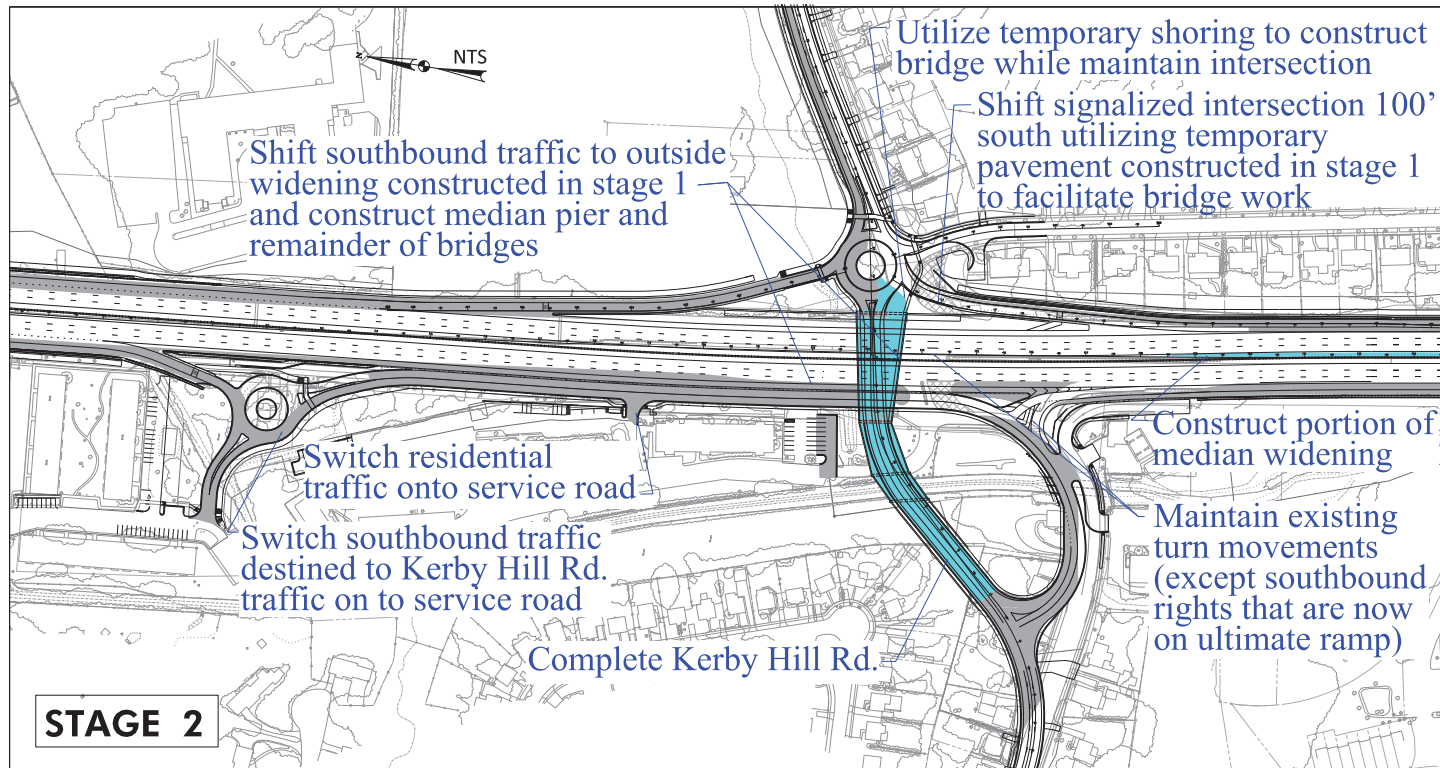 Utilize temporary shoring to construct
bridge while maintain intersection
N
NTS
Shift signalized intersection 100'
south utilizing temporary
pavement constructed in stage 1
to facilitate bridge work
Shift southbound traffic to outside
widening constructed in stage 1
and construct median pier and
remainder of bridges
Construct portion of
median widening
Switch residential
traffic onto service road
Maintain existing
turn movements
(except southbound
rights that are now
on ultimate ramp)
Switch southbound traffic
destined to Kerby Hill Rd.
traffic on to service road
Complete Kerby Hill Rd.
STAGE 2